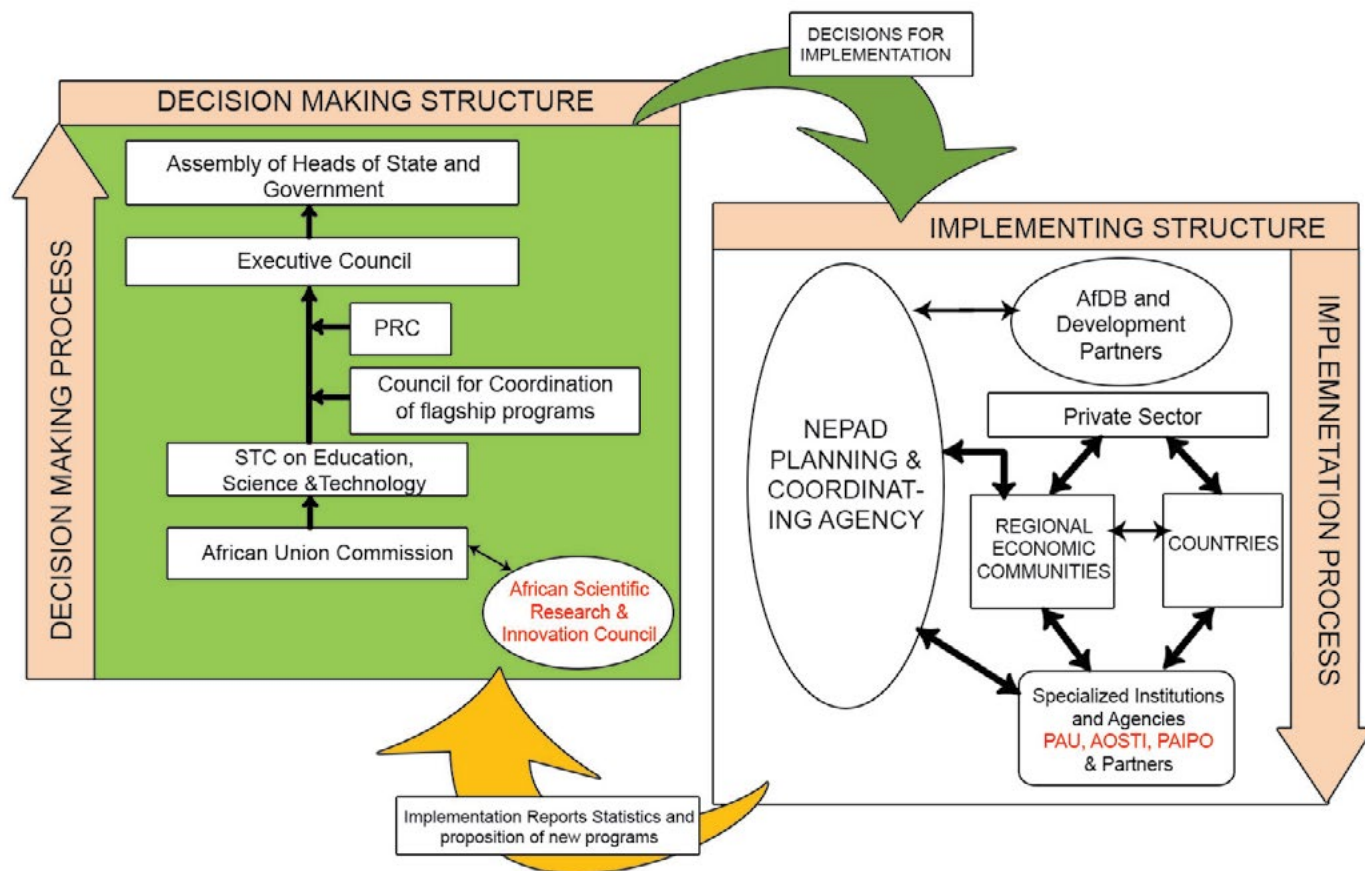 DECISIONS FOR
IMPLEMENTATION
DECISION MAKING STRUCTURE
DECISION MAKING PROCESS
Assembly of Heads of State and
Government
Executive Council
PRC
Council for Coordination
of flagship programs
STC on Education,
Science &Technology
African Union Commission
African Scientific
Research &
Innovation Council
IMPLEMENTING STRUCTURE
IMPLEMNETATION PROCESS
AfDB and
Development
Partners
Private Sector
NEPAD
PLANNING &
COORDINAT-
ING AGENCY
REGIONAL
ECONOMIC
COMMUNITIES
COUNTRIES
Specialized Institutions
and Agencies
PAU, AOSTI, PAIPO
& Partners
Implementation Reports Statistics and
proposition of new programs